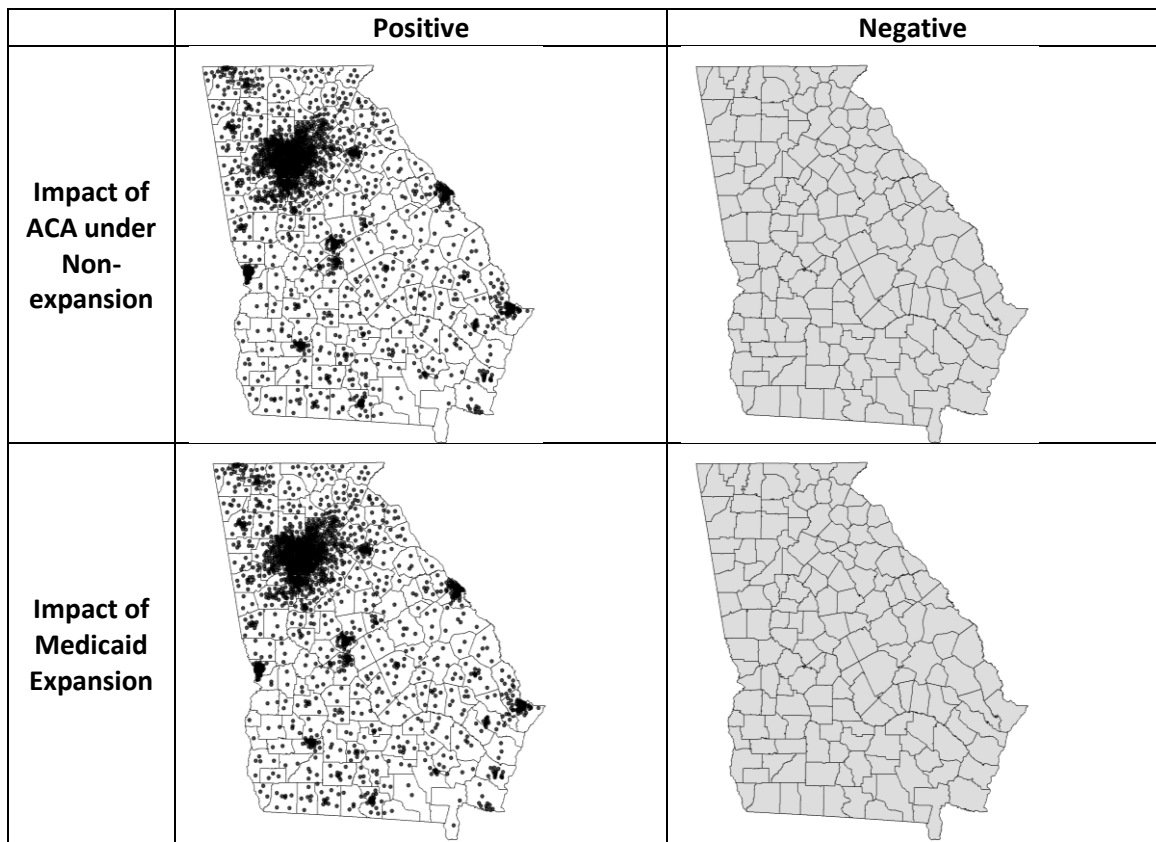 Positive
Negative
Impact of
ACA under
Non-
expansion
Impact of
Medicaid
Expansion